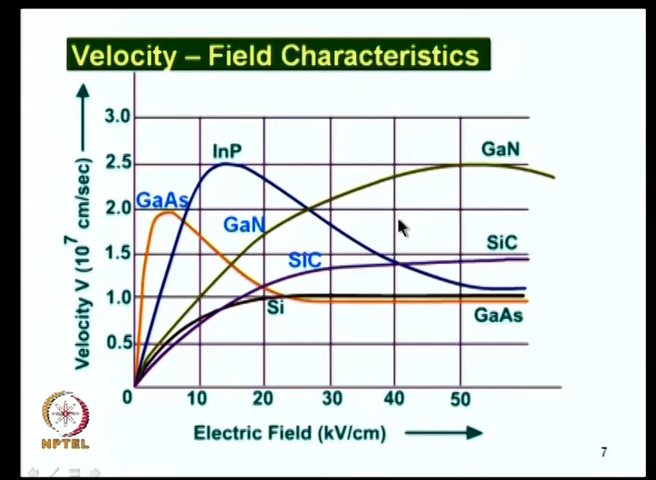 Velocity – Field Characteristics
Velocity V (10^7 cm/sec)
3.0
2.5
2.0
1.5
1.0
0.5
0
10
20
30
40
50
InP
GaN
GaAs
GaN
SiC
SiC
Si
GaAs
Electric Field (kV/cm)
NPTEL
7